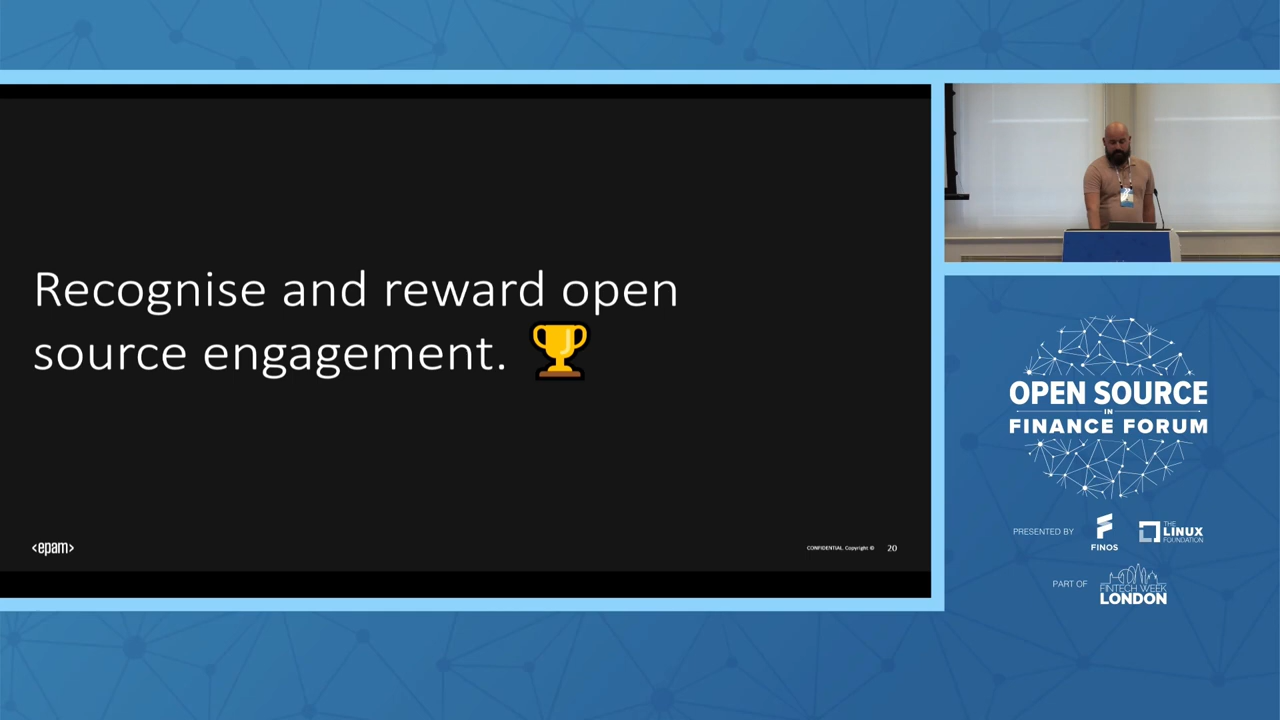 Recognise and reward open
source engagement. 🏆
<epam>
CONFIDENTIAL. Copyright ©
20
OPEN SOURCE
IN
FINANCE FORUM
PRESENTED BY
FINOS
THE
LINUX
FOUNDATION
PART OF
FINTECH WEEK
LONDON